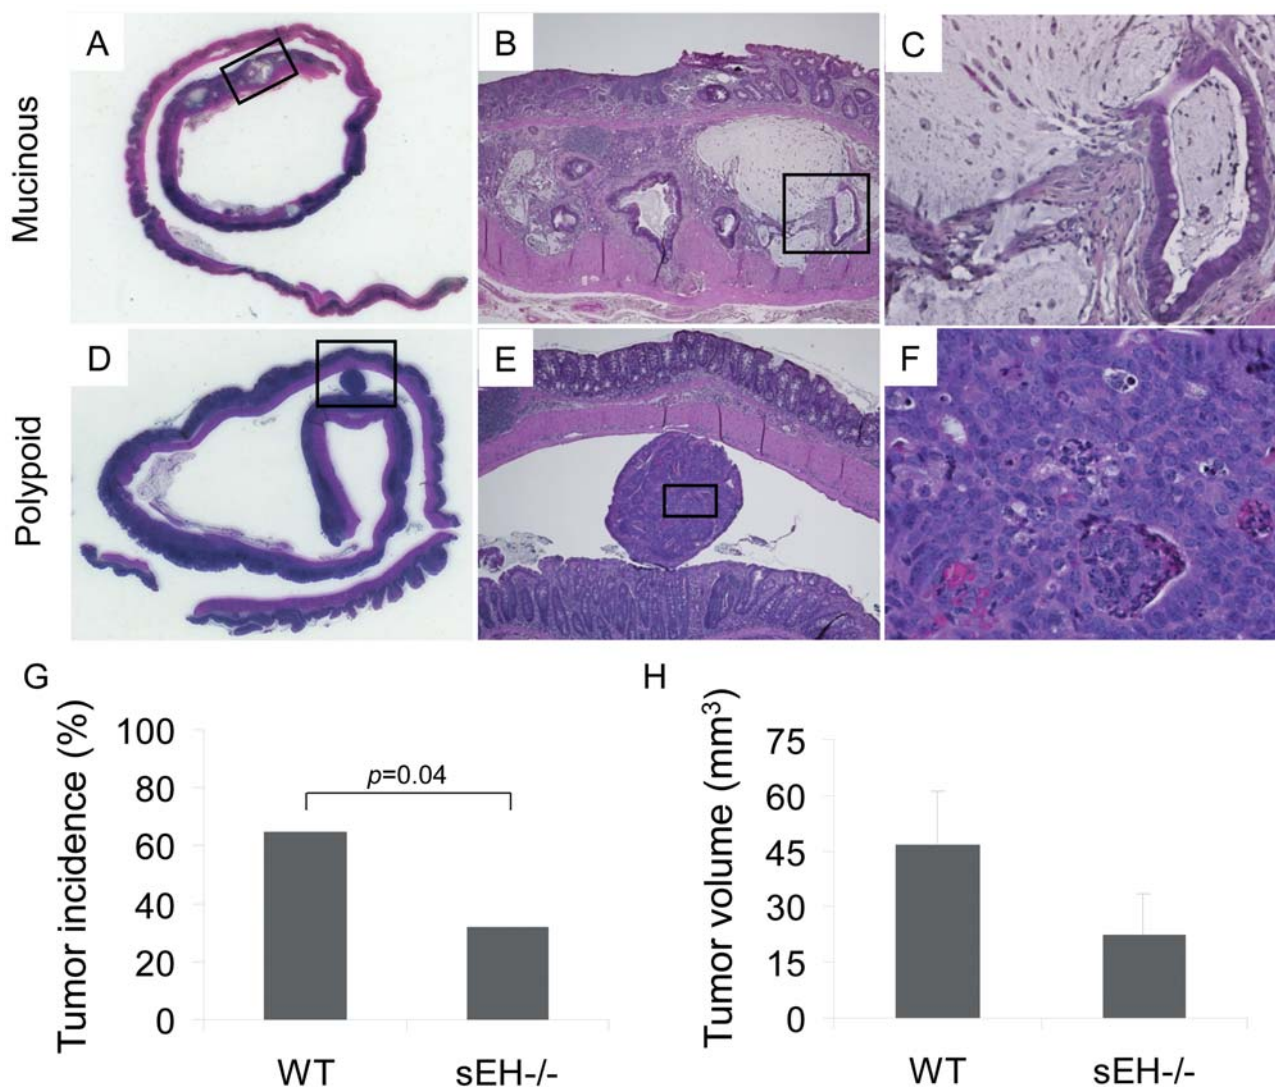 A
B
C
Mucinous
D
E
F
Polypoid
G
Tumor incidence (%)
100
80
60
40
20
0
p=0.04
WT
sEH-/-
H
Tumor volume (mm³)
75
60
45
30
15
0
WT
sEH-/-